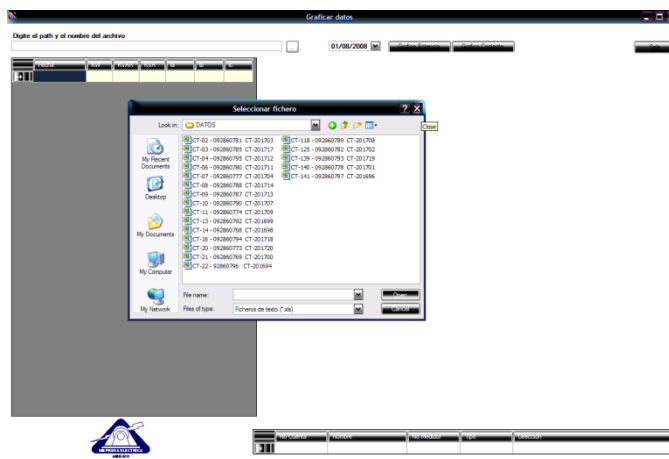 Graficar datos
Digite el path y el nombre del archivo
...
01/08/2008
Seleccionar fichero
Look in:
DATOS
Close
My Recent Documents
Desktop
My Documents
My Computer
My Network
CT-02 - 092860781 CT-201703
CT-03 - 092860785 CT-201717
CT-04 - 092860795 CT-201712
CT-06 - 092860780 CT-201711
CT-07 - 092860777 CT-201704
CT-08 - 092860788 CT-201714
CT-09 - 092860787 CT-201713
CT-10 - 092860790 CT-201707
CT-11 - 092860774 CT-201709
CT-13 - 092860792 CT-201699
CT-14 - 092860768 CT-201698
CT-16 - 092860794 CT-201718
CT-20 - 092860773 CT-201720
CT-21 - 092860769 CT-201700
CT-22 - 92860796 CT-201694
CT-118 - 092860789 CT-201708
CT-125 - 092860782 CT-201702
CT-139 - 092860793 CT-201719
CT-140 - 092860778 CT-201701
CT-141 - 092860797 CT-201696
File name:
Open
Files of type:
Ficheros de texto (*.xls)
Cancel
EMPRESA ELECTRICA
AMBATO
No Cuenta Nombre No Medidor Tipo Direccion